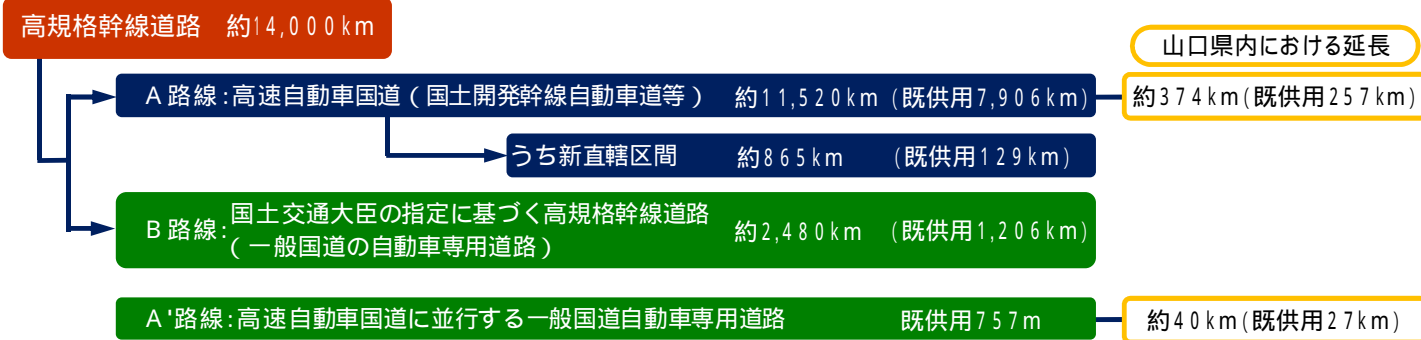 高規格幹線道路 約14,000km
山口県内における延長
A路線:高速自動車国道(国土開発幹線自動車道等) 約11,520km (既供用7,906km)
約374km(既供用257km)
うち新直轄区間 約865km (既供用129km)
B路線:国土交通大臣の指定に基づく高規格幹線道路
(一般国道の自動車専用道路) 約2,480km (既供用1,206km)
A'路線:高速自動車国道に並行する一般国道自動車専用道路 既供用757m
約40km(既供用27km)